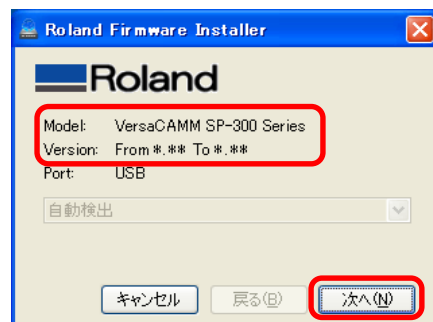 Roland Firmware Installer
Roland
Model: VersaCAMM SP-300 Series
Version: From *.** To *.**
Port: USB
自動検出
キャンセル 戻る(B) 次へ(N)